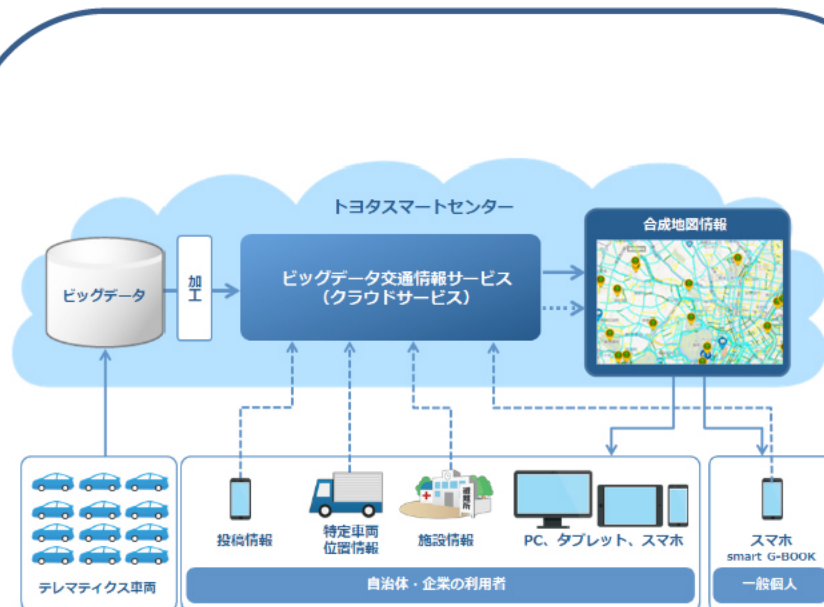 トヨタスマートセンター
合成地図情報
ビッグデータ
加工
ビッグデータ交通情報サービス
（クラウドサービス）
避難所
投稿情報
特定車両
位置情報
施設情報
PC、タブレット、スマホ
スマホ
smart G-BOOK
テレマティクス車両
自治体・企業の利用者
一般個人